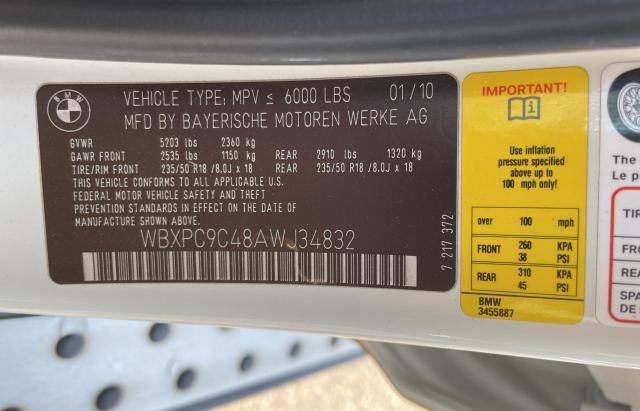 BMW
VEHICLE TYPE: MPV ≤ 6000 LBS 01/10
MFD BY BAYERISCHE MOTOREN WERKE AG
GVWR 5203 lbs 2360 kg
GAWR FRONT 2535 lbs 1150 kg REAR 2910 lbs 1320 kg
TIRE/RIM FRONT 235/50 R18 /8.0J x 18 REAR 235/50 R18 /8.0J x 18
THIS VEHICLE CONFORMS TO ALL APPLICABLE U.S.
FEDERAL MOTOR VEHICLE SAFETY AND THEFT
PREVENTION STANDARDS IN EFFECT ON THE DATE OF
MANUFACTURE SHOWN ABOVE.
WBXPC9C48AWJ34832
7 217 372
IMPORTANT!
Use inflation
pressure specified
above up to
100 mph only!
over 100 mph
FRONT 260 KPA
38 PSI
REAR 310 KPA
45 PSI
BMW
3455887
The
Le p
TI
FR
RE
SPA
DE